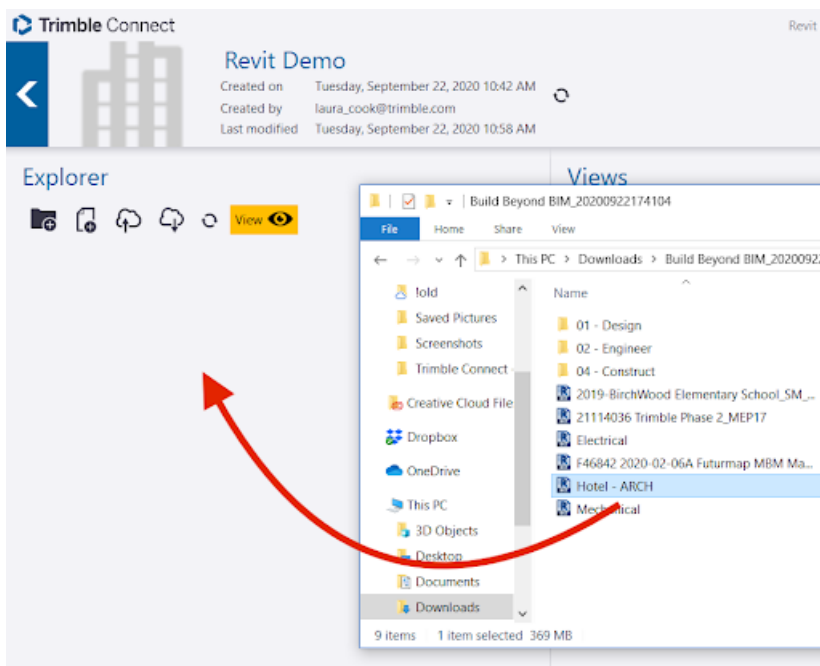 Trimble Connect
Revit
Revit Demo
Created on Tuesday, September 22, 2020 10:42 AM
Created by laura_cook@trimble.com
Last modified Tuesday, September 22, 2020 10:58 AM
Explorer
Views
View
Build Beyond BIM_20200922174104
File Home Share View
This PC > Downloads > Build Beyond BIM_2020092
!old
Saved Pictures
Screenshots
Trimble Connect
Creative Cloud File
Dropbox
OneDrive
This PC
3D Objects
Desktop
Documents
Downloads
Name
01 - Design
02 - Engineer
04 - Construct
2019-BirchWood Elementary School_SM_...
21114036 Trimble Phase 2_MEP17
Electrical
F46842 2020-02-06A Futurmap MBM Ma...
Hotel - ARCH
Mechanical
9 items 1 item selected 369 MB